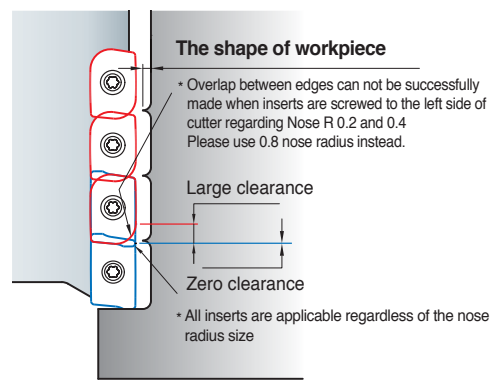 The shape of workpiece
* Overlap between edges can not be successfully
made when inserts are screwed to the left side of
cutter regarding Nose R 0.2 and 0.4
Please use 0.8 nose radius instead.
Large clearance
Zero clearance
* All inserts are applicable regardless of the nose
radius size